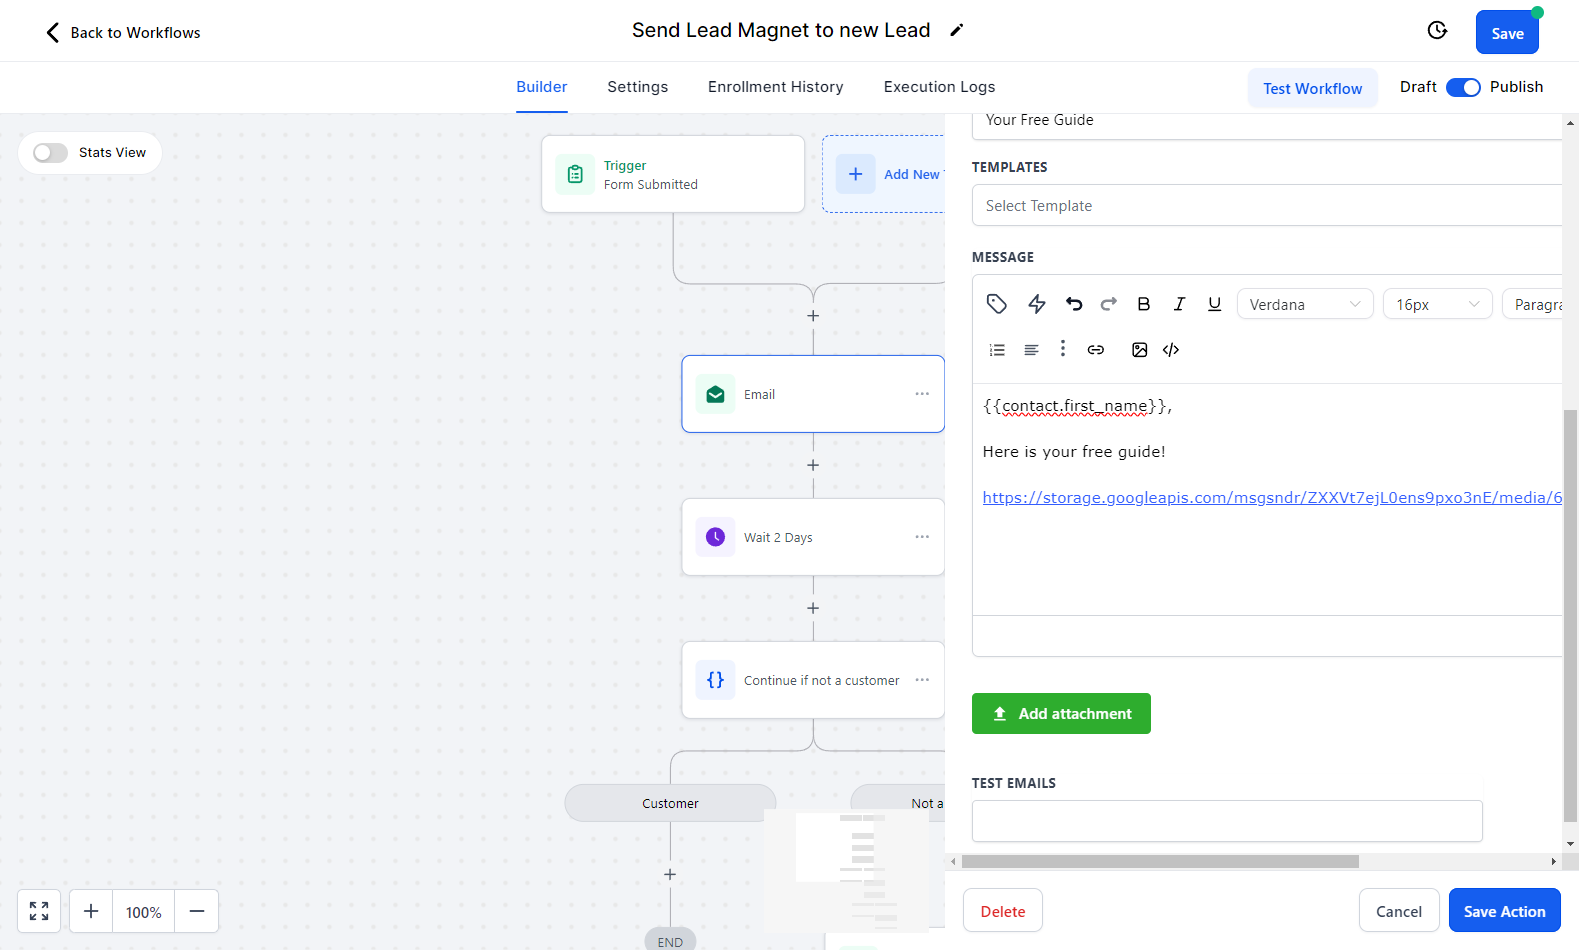 Back to Workflows
Send Lead Magnet to new Lead
Save
Builder
Settings
Enrollment History
Execution Logs
Test Workflow
Draft
Publish
Stats View
Trigger
Form Submitted
Add New
Email
Wait 2 Days
Continue if not a customer
Customer
Not a
END
100%
Your Free Guide
TEMPLATES
Select Template
MESSAGE
Verdana
16px
Paragra
{{contact.first_name}},
Here is your free guide!
https://storage.googleapis.com/msgsndr/ZXXVt7ejL0ens9pxo3nE/media/6
Add attachment
TEST EMAILS
Delete
Cancel
Save Action